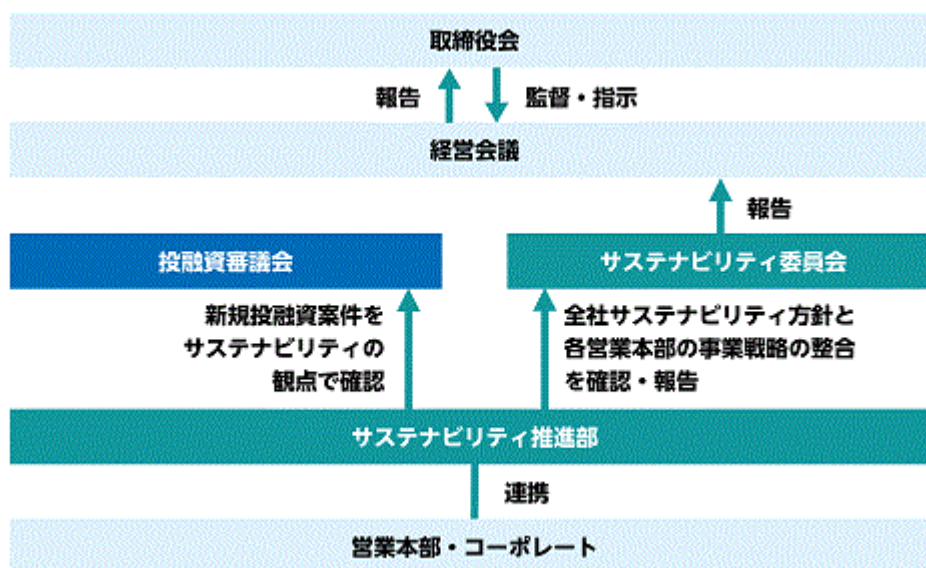 取締役会
報告
監督・指示
経営会議
報告
投融資審議会
サステナビリティ委員会
新規投融資案件を
サステナビリティの
観点で確認
全社サステナビリティ方針と
各営業本部の事業戦略の整合
を確認・報告
サステナビリティ推進部
連携
営業本部・コーポレート